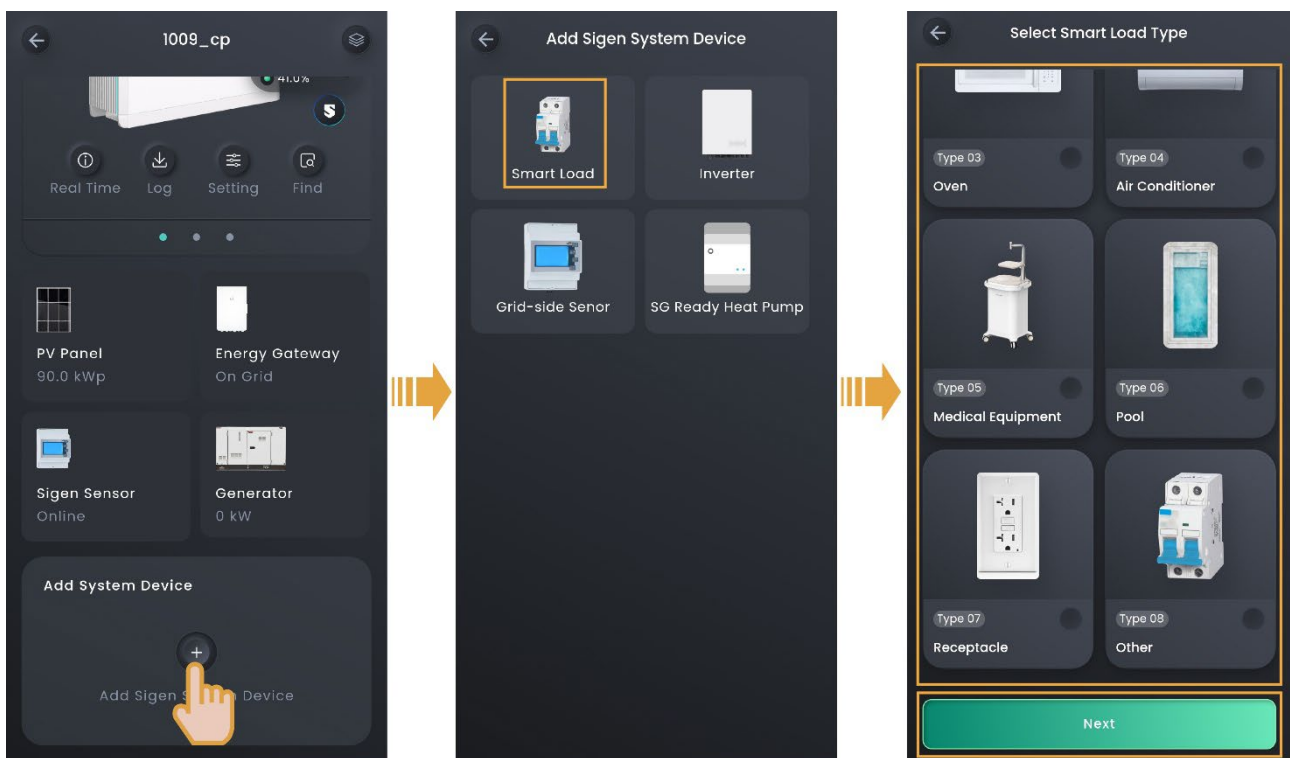 1009_cp
41.0%
Real Time
Log
Setting
Find
PV Panel
90.0 kWp
Energy Gateway
On Grid
Sigen Sensor
Online
Generator
0 kW
Add System Device
Add Sigen Device
Add Sigen System Device
Smart Load
Inverter
Grid-side Senor
SG Ready Heat Pump
Select Smart Load Type
Type 03
Oven
Type 04
Air Conditioner
Type 05
Medical Equipment
Type 06
Pool
Type 07
Receptacle
Type 08
Other
Next